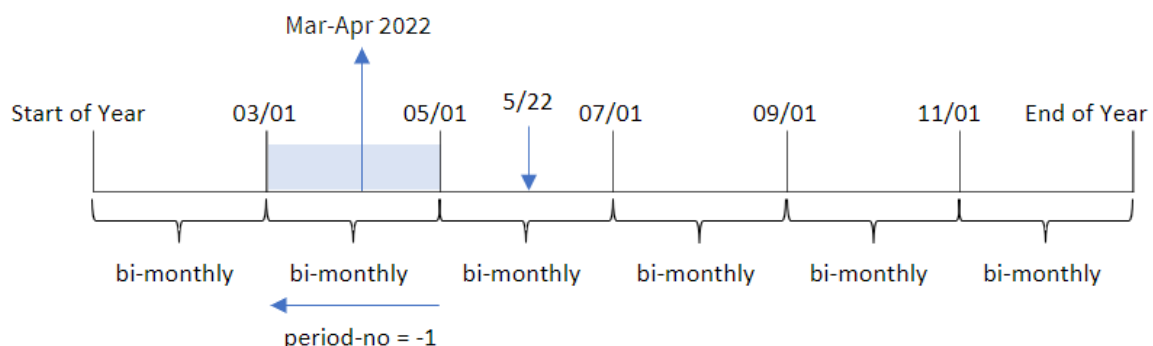 Mar-Apr 2022
Start of Year 03/01 05/01 5/22 07/01 09/01 11/01 End of Year
bi-monthly bi-monthly bi-monthly bi-monthly bi-monthly bi-monthly
period-no = -1